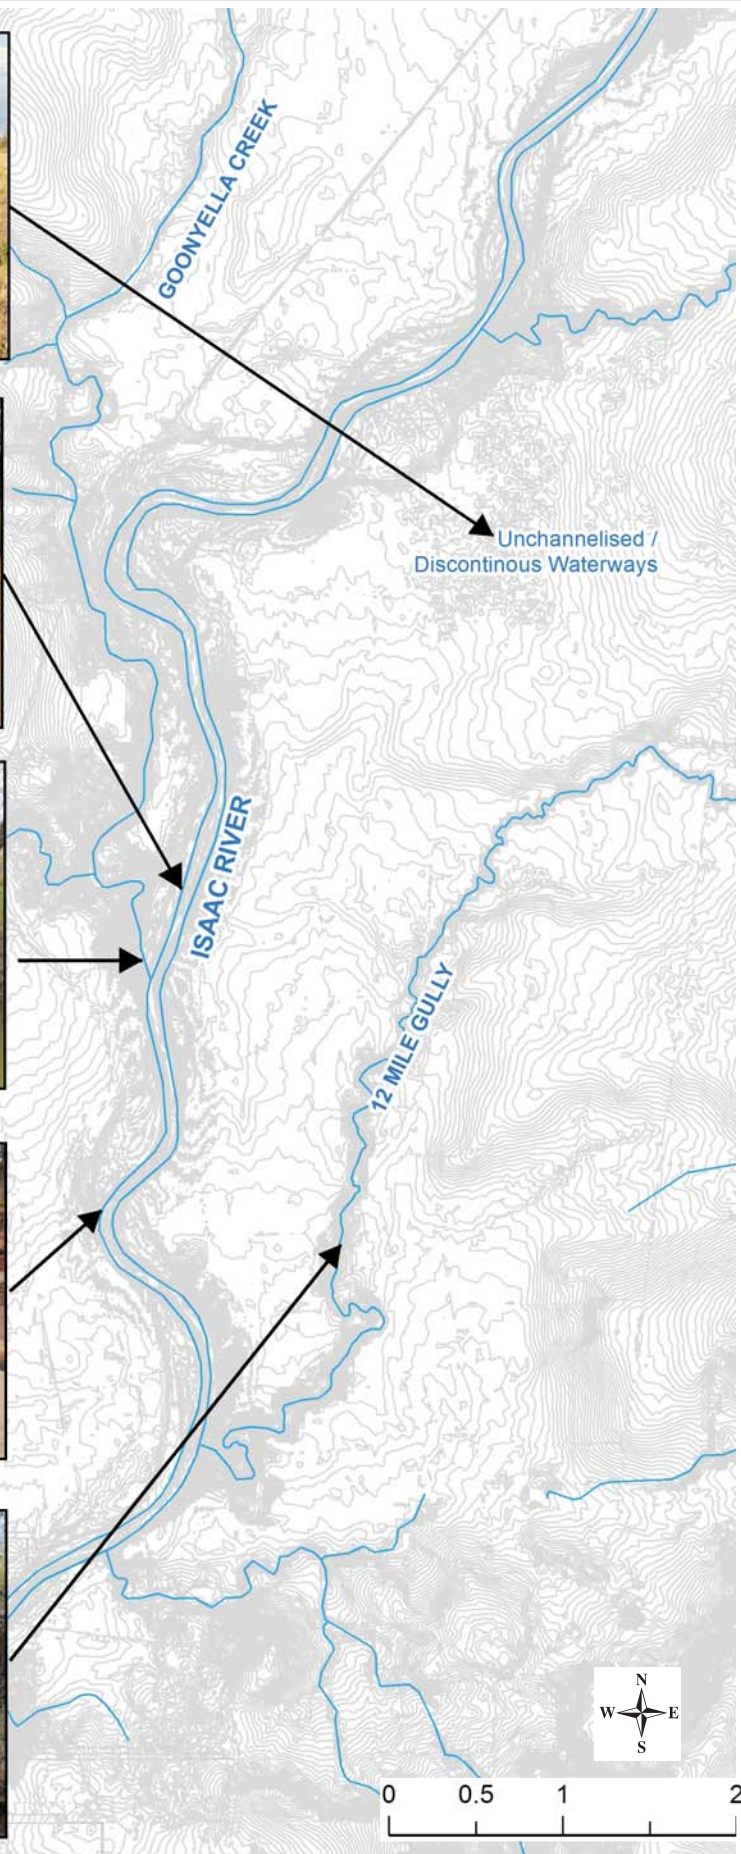 GOONYELLA CREEK
Unchannelised /
Discontinous Waterways
ISAAC RIVER
12 MILE GULLY
N
W E
S
0 0.5 1 2